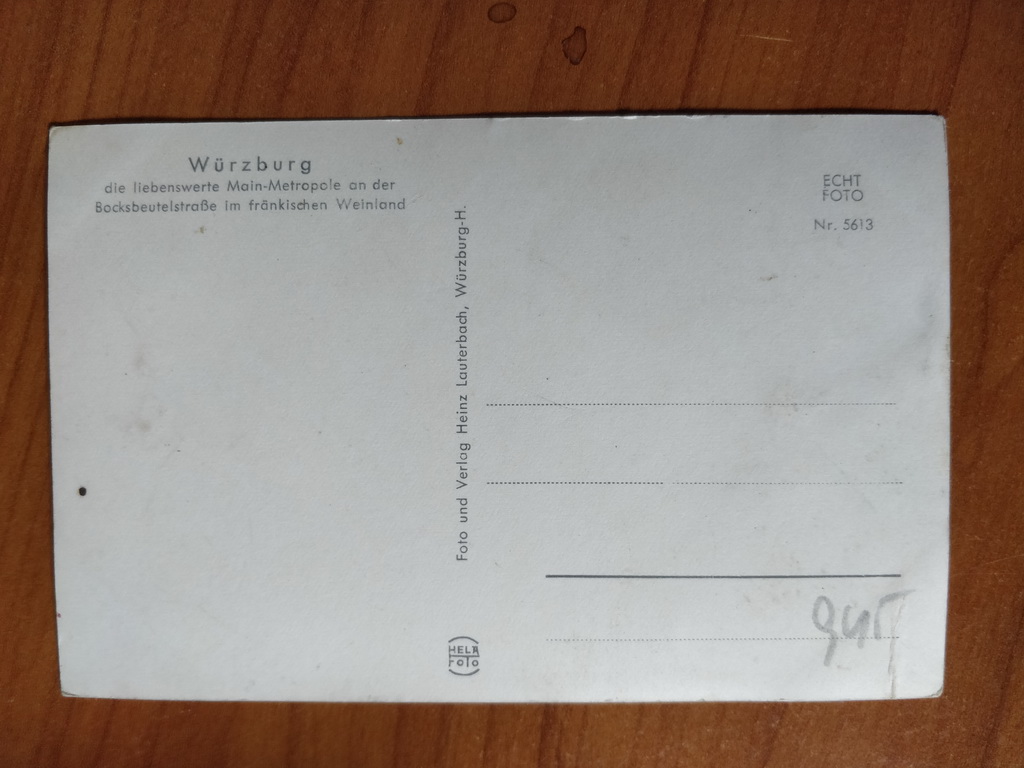 Würzburg
die liebenswerte Main-Metropole an der
Bocksbeutelstraße im fränkischen Weinland
Foto und Verlag Heinz Lauterbach, Würzburg-H.
HELA
FOTO
ECHT
FOTO
Nr. 5613